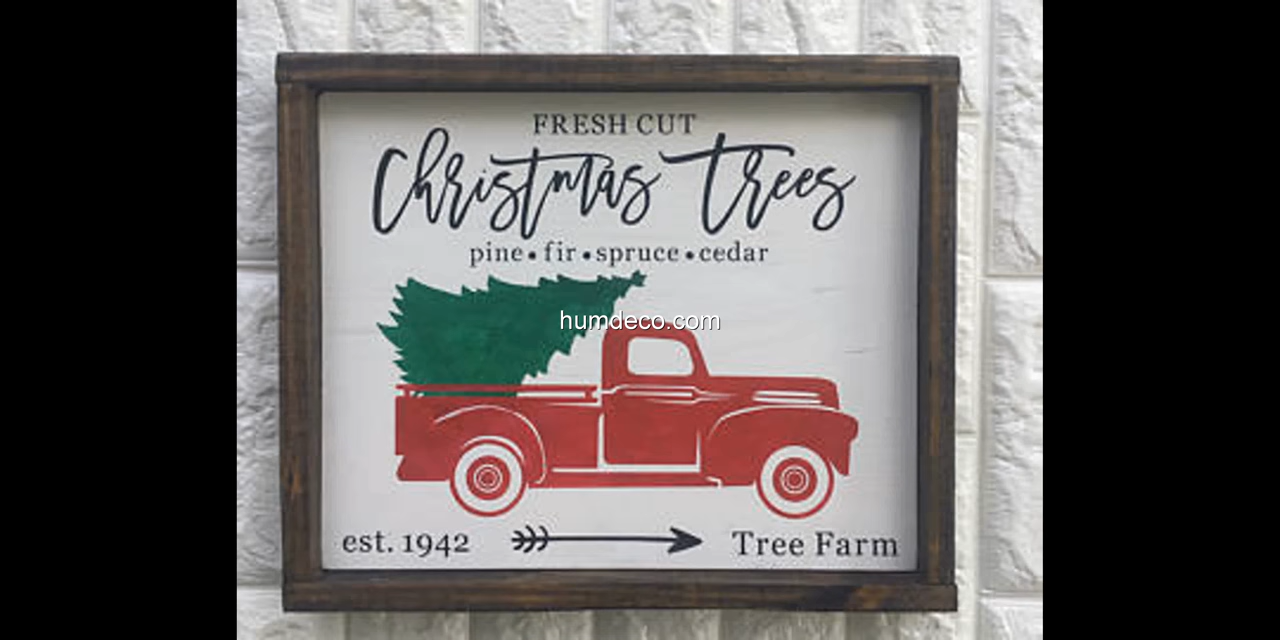 FRESH CUT
Christmas trees
pine • fir • spruce • cedar
humdeco.com
est. 1942
Tree Farm